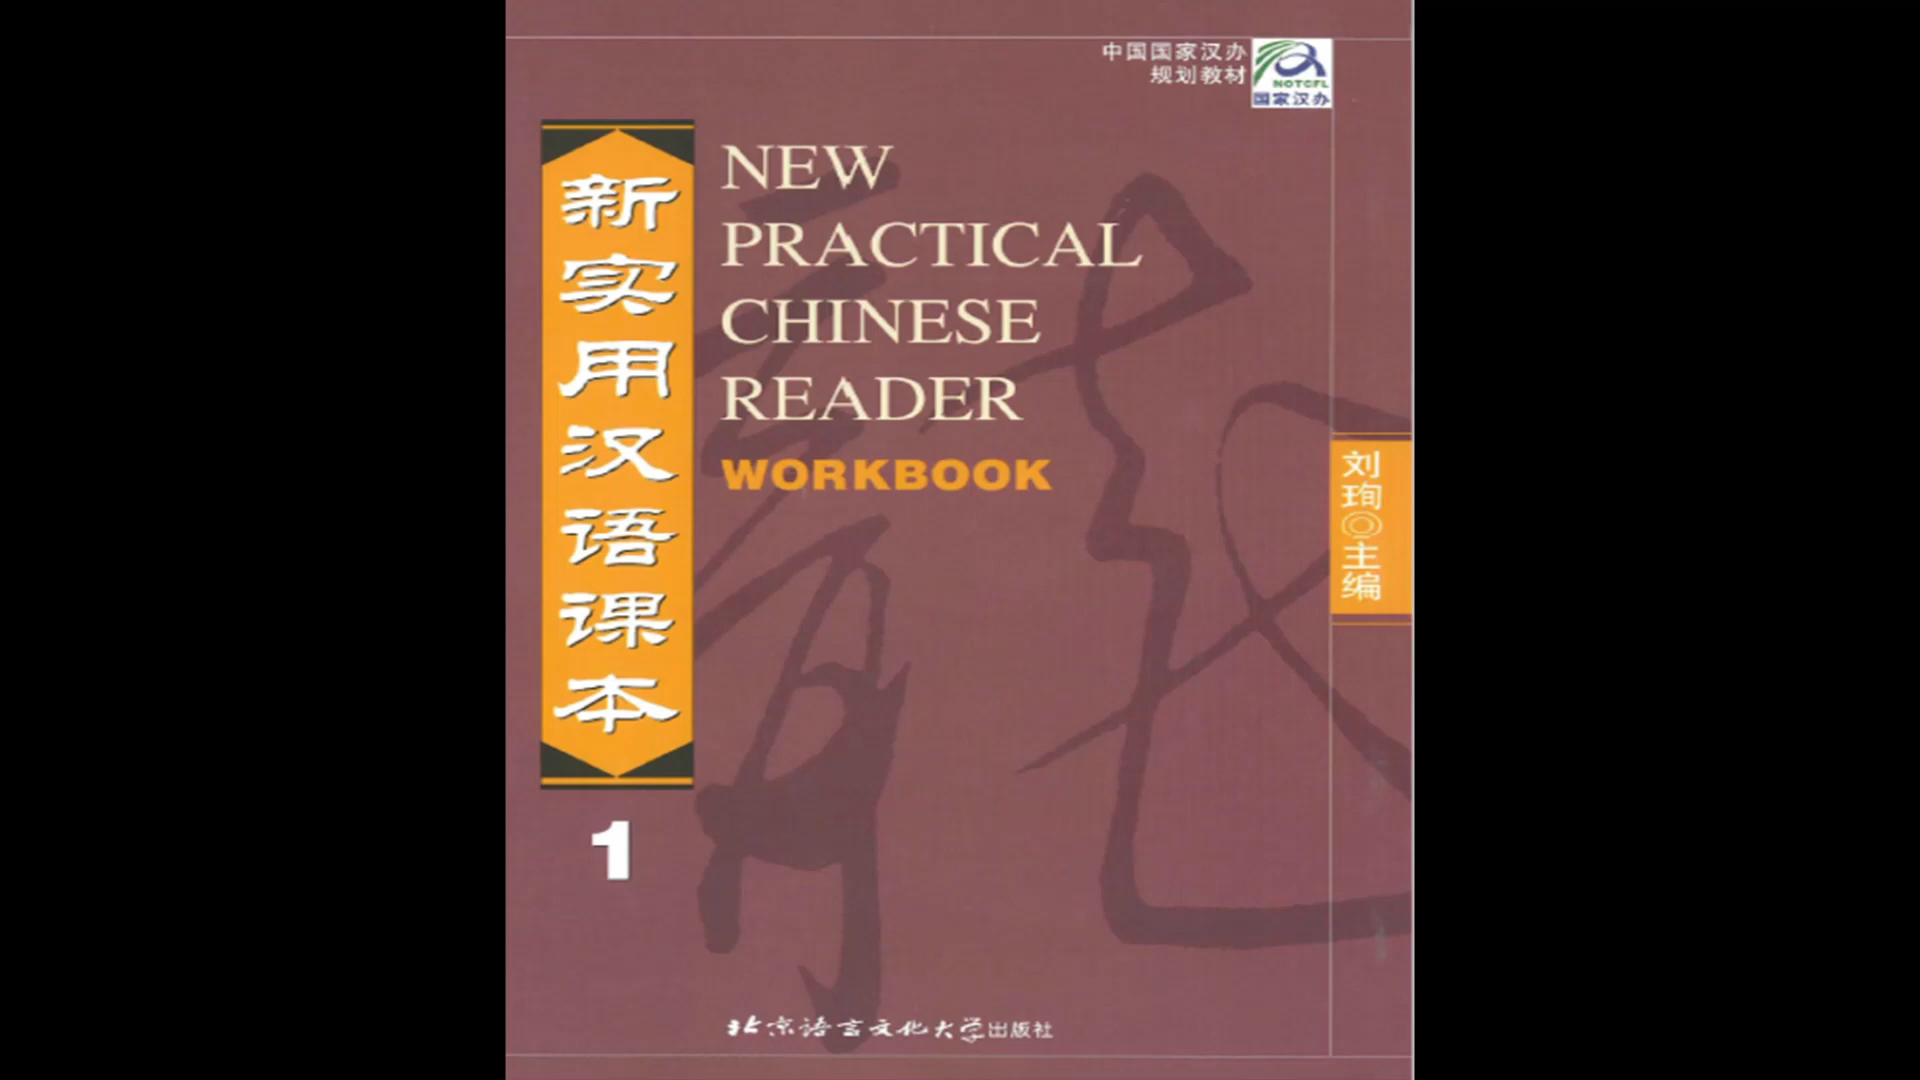 中国国家汉办
规划教材
NOTCFL
国家汉办
新实用汉语课本
NEW
PRACTICAL
CHINESE
READER
WORKBOOK
刘珣◎主编
1
北京语言文化大学出版社